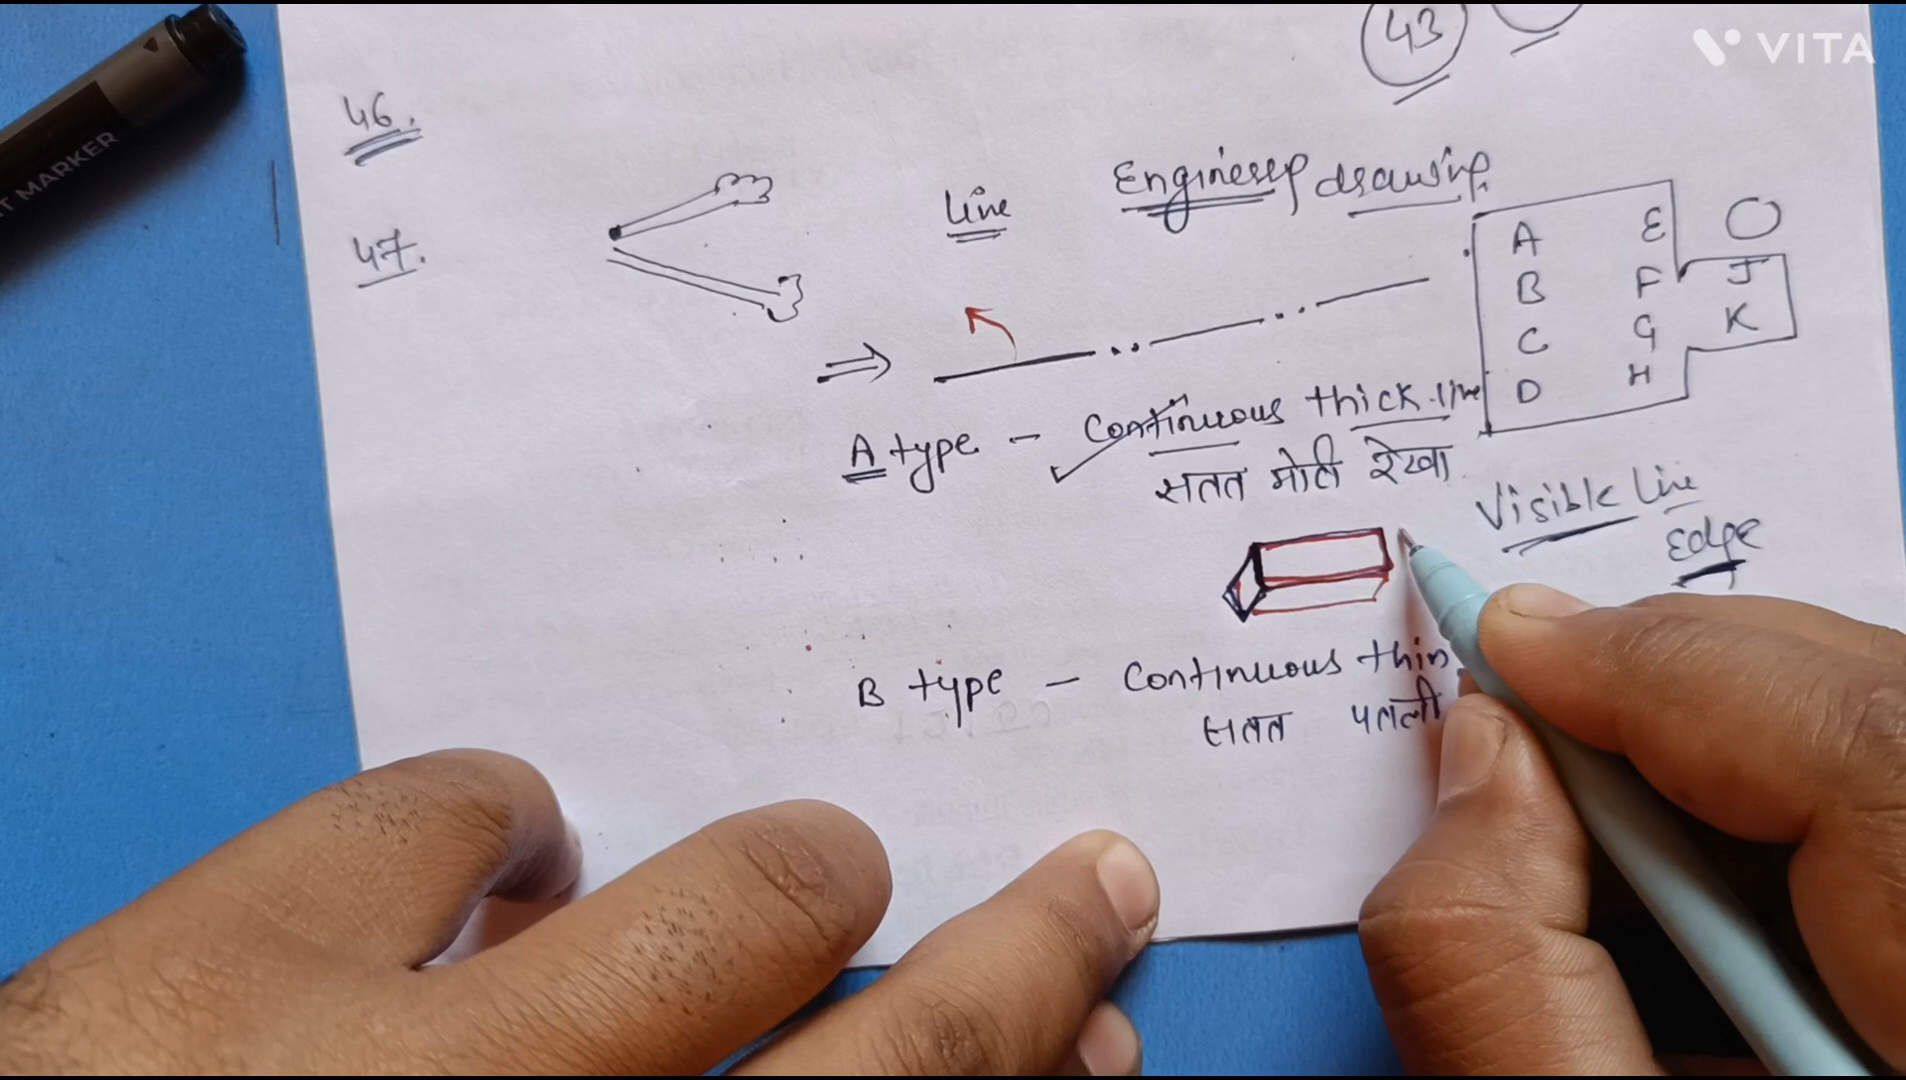 43
VITA
46.
47.
T MARKER
Line
Engineery drawing.
A E O
B F J
C G K
D H
A type - Continuous thick line
सतत मोटी रेखा
Visible Line
Edge
B type - Continuous thin
सतत पतली